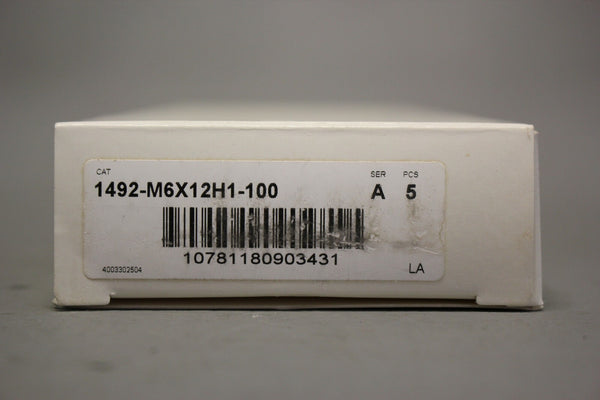 CAT SER PCS
1492-M6X12H1-100 A 5
10781180903431
4003302504 LA